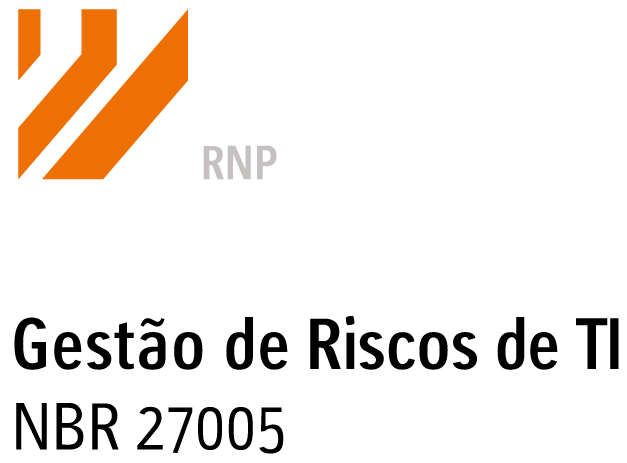 RNP
Gestão de Riscos de TI
NBR 27005